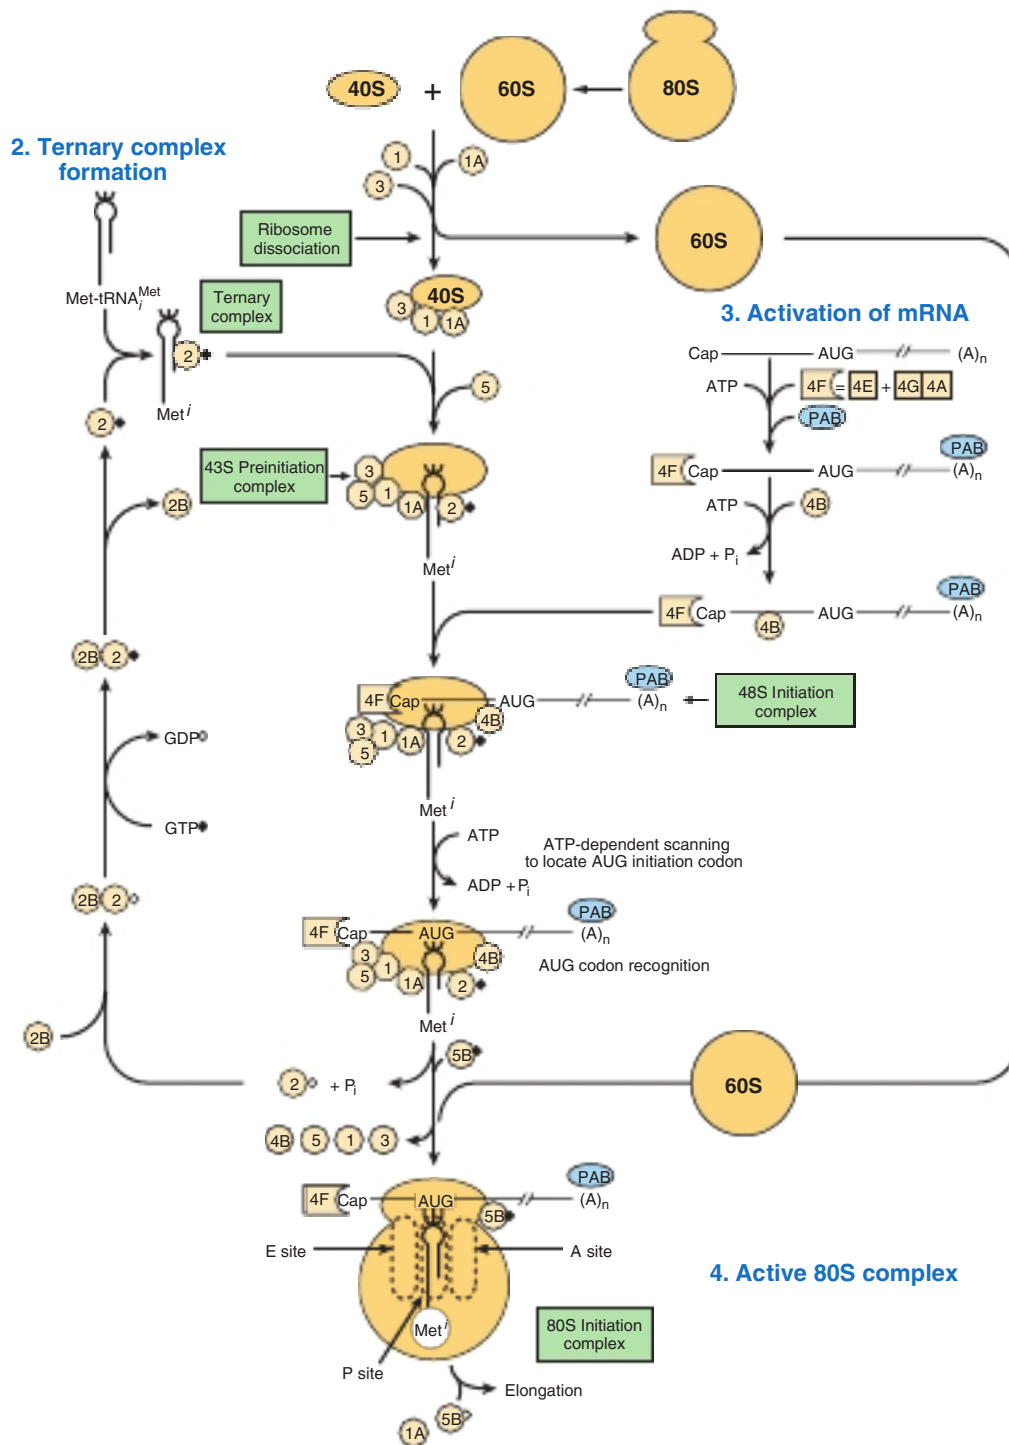 40S + 60S 80S
2. Ternary complex
formation
1 1A
3
Ribosome
dissociation
60S
Met-tRNA_i^Met
Ternary
complex
40S
3 1 1A
3. Activation of mRNA
Cap AUG // (A)n
ATP 4F = 4E + 4G 4A
PAB
2
Met^i
5
2
43S Preinitiation
complex
3
5 1 1A 2
PAB
4F Cap AUG // (A)n
ATP 4B
2B
ADP + Pi
Met^i
PAB
4F Cap AUG // (A)n
4B
2B 2
PAB
4F Cap AUG // (A)n
4B
48S Initiation
complex
3 1 1A 2
5
GDP
GTP
Met^i
ATP
ATP-dependent scanning
to locate AUG initiation codon
ADP + Pi
2B 2
PAB
4F Cap AUG // (A)n
3 4B
5 1 1A 2
AUG codon recognition
Met^i
2B
5B
2 + Pi
60S
4B 5 1 3
PAB
4F Cap AUG // (A)n
5B
E site A site
4. Active 80S complex
Met^i
80S Initiation
complex
P site
Elongation
1A 5B